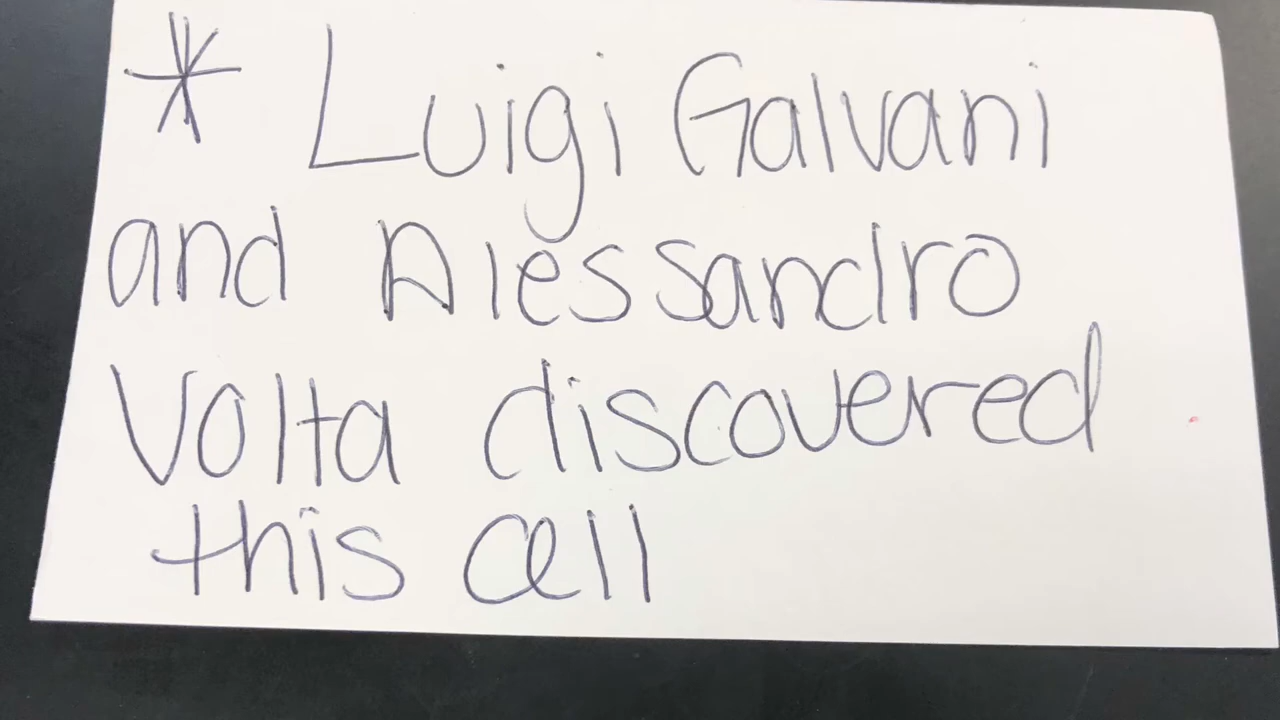 * Luigi Galvani
and Alessandro
Volta discovered
this cell